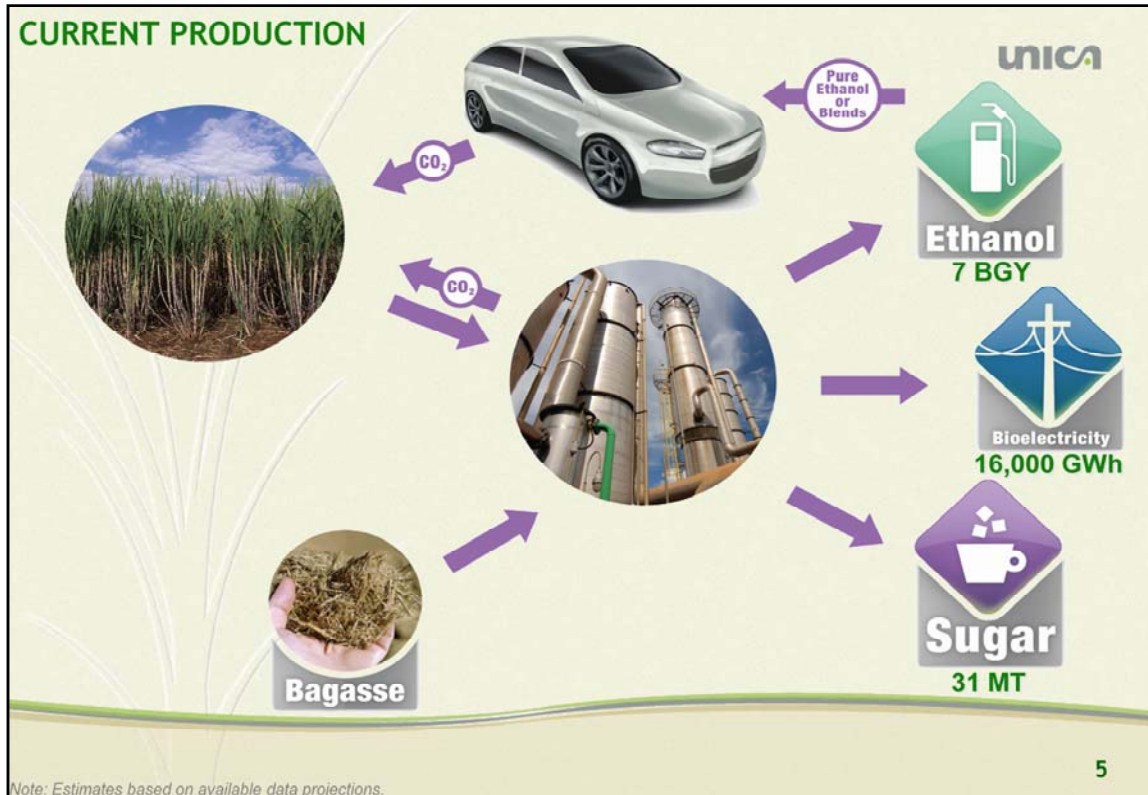 CURRENT PRODUCTION
unica
Pure
Ethanol
or
Blends
CO₂
CO₂
Ethanol
7 BGY
Bioelectricity
16,000 GWh
Sugar
31 MT
Bagasse
5
Note: Estimates based on available data projections.